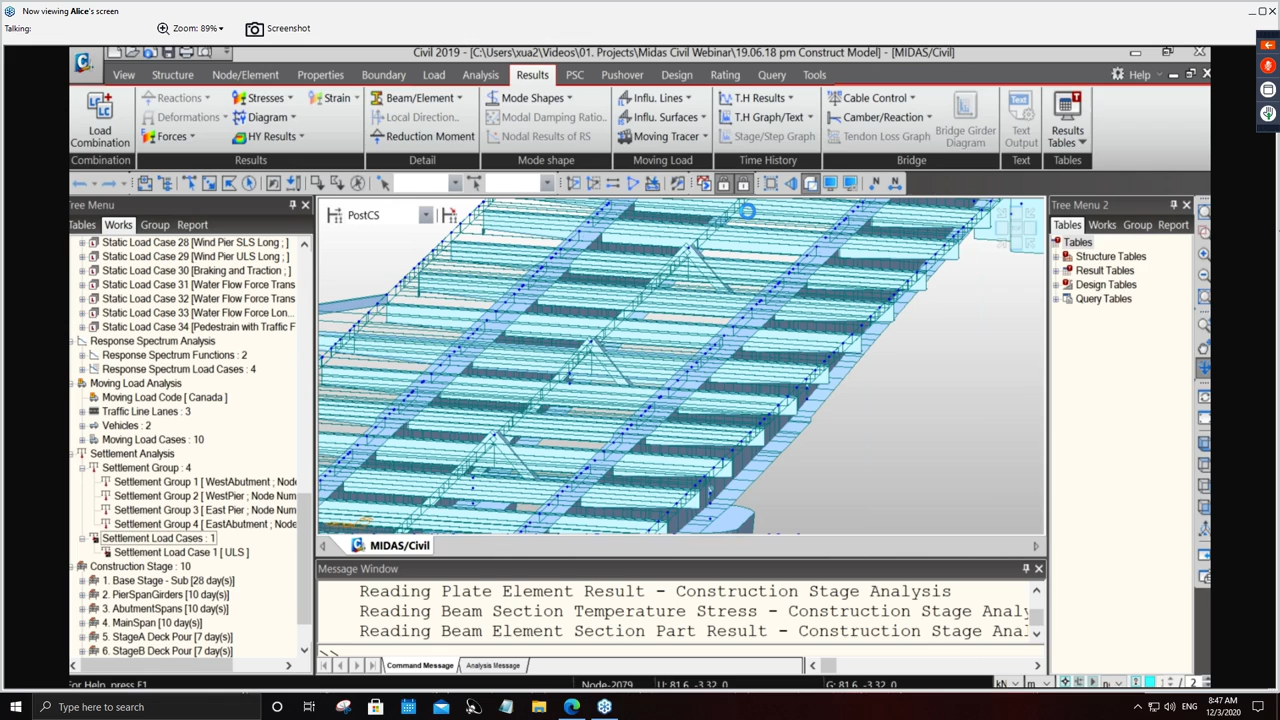 Now viewing Alice's screen
Talking:
Zoom: 89%
Screenshot
Civil 2019 - [C:\Users\xua2\Videos\01. Projects\Midas Civil Webinar\19.06.18 pm Construct Model] - [MIDAS/Civil]
View Structure Node/Element Properties Boundary Load Analysis Results PSC Pushover Design Rating Query Tools Help
Load Combination
Reactions
Deformations
Forces
Stresses
Diagram
HY Results
Strain
Beam/Element
Local Direction
Reduction Moment
Mode Shapes
Modal Damping Ratio..
Nodal Results of RS
Influ. Lines
Influ. Surfaces
Moving Tracer
T.H Results
T.H Graph/Text
Stage/Step Graph
Cable Control
Camber/Reaction
Tendon Loss Graph
Bridge Girder Diagram
Text Output
Results Tables
Combination Results Detail Mode shape Moving Load Time History Bridge Text Tables
Tree Menu
Tables Works Group Report
Static Load Case 28 [Wind Pier SLS Long ; ]
Static Load Case 29 [Wind Pier ULS Long ; ]
Static Load Case 30 [Braking and Traction ; ]
Static Load Case 31 [Water Flow Force Trans
Static Load Case 32 [Water Flow Force Trans
Static Load Case 33 [Water Flow Force Lon...
Static Load Case 34 [Pedestrian with Traffic F
Response Spectrum Analysis
Response Spectrum Functions : 2
Response Spectrum Load Cases : 4
Moving Load Analysis
Moving Load Code [ Canada ]
Traffic Line Lanes : 3
Vehicles : 2
Moving Load Cases : 10
Settlement Analysis
Settlement Group : 4
Settlement Group 1 [ WestAbutment ; Node
Settlement Group 2 [ WestPier ; Node Num
Settlement Group 3 [ East Pier ; Node Num
Settlement Group 4 [ EastAbutment ; Node
Settlement Load Cases : 1
Settlement Load Case 1 [ ULS ]
Construction Stage : 10
1. Base Stage - Sub [28 day(s)]
2. PierSpanGirders [10 day(s)]
3. AbutmentSpans [10 day(s)]
4. MainSpan [10 day(s)]
5. StageA Deck Pour [7 day(s)]
6. StageB Deck Pour [7 day(s)]
PostCS
MIDAS/Civil
Message Window
Reading Plate Element Result - Construction Stage Analysis
Reading Beam Section Temperature Stress - Construction Stage Analy
Reading Beam Element Section Part Result - Construction Stage Anal
>>
Command Message Analysis Message
Tree Menu 2
Tables Works Group Report
Tables
Structure Tables
Result Tables
Design Tables
Query Tables
For Help, press F1
Node-2079
U: 81.6, -3.32, 0
G: 81.6, -3.32, 0
kN
m
2
Type here to search
ENG
8:47 AM
12/3/2020